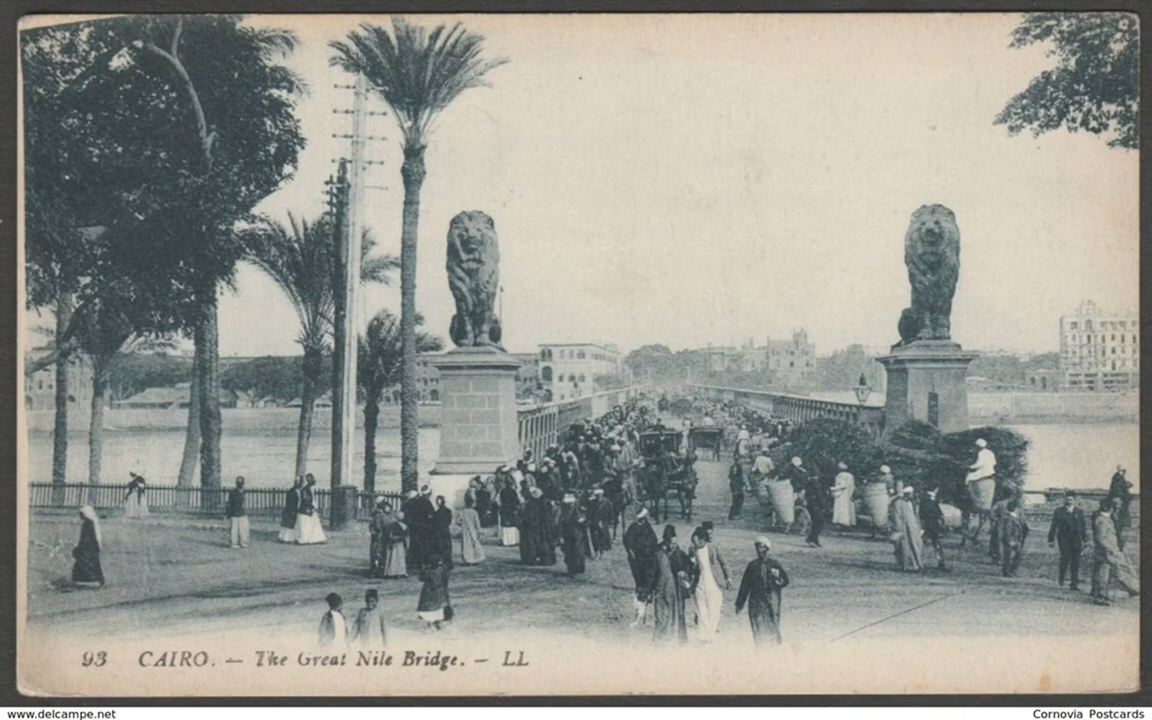 93 CAIRO. — The Great Nile Bridge. — LL
www.delcampe.net
Cornovia Postcards